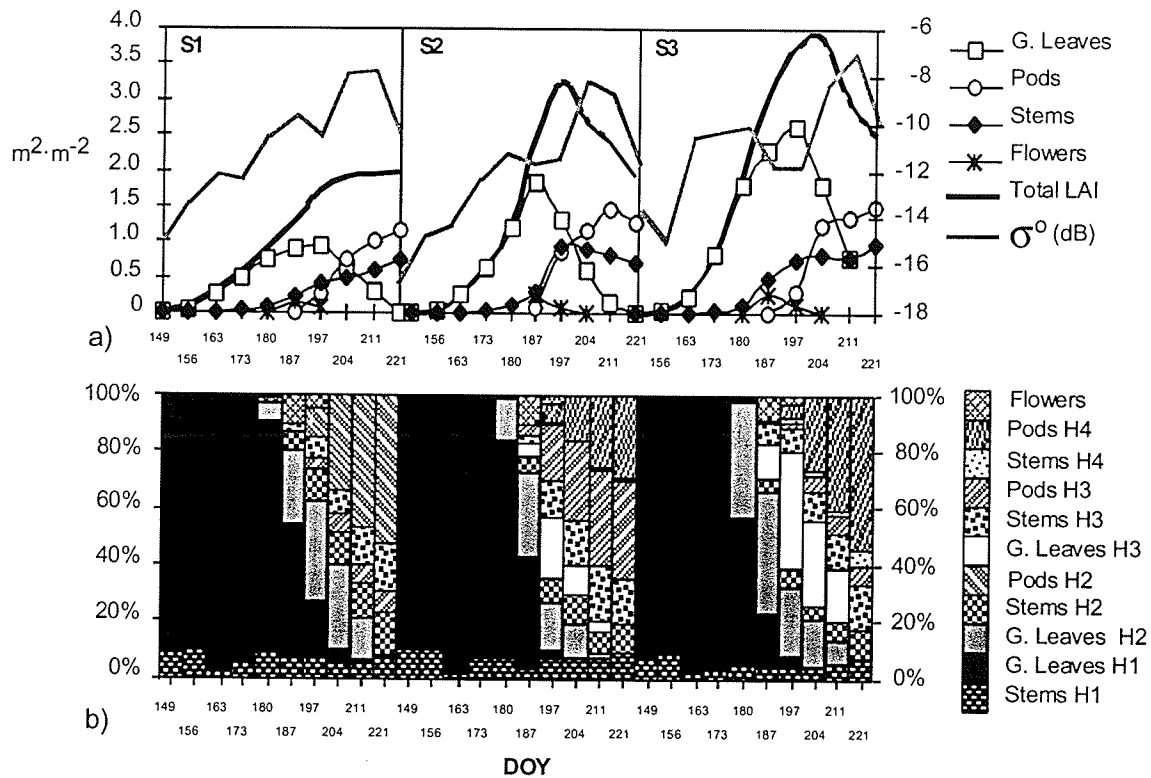 4.0
3.5
3.0
2.5
2.0
1.5
1.0
0.5
0
m²·m⁻²
S1
S2
S3
-6
-8
-10
-12
-14
-16
-18
G. Leaves
Pods
Stems
Flowers
Total LAI
σ° (dB)
a)
149 163 180 197 211 149 163 180 197 211 149 163 180 197 211
156 173 187 204 221 156 173 187 204 221 156 173 187 204 221
100%
80%
60%
40%
20%
0%
100%
80%
60%
40%
20%
0%
Flowers
Pods H4
Stems H4
Pods H3
Stems H3
G. Leaves H3
Pods H2
Stems H2
G. Leaves H2
G. Leaves H1
Stems H1
b)
149 163 180 197 211 149 163 180 197 211 149 163 180 197 211
156 173 187 204 221 156 173 187 204 221 156 173 187 204 221
DOY